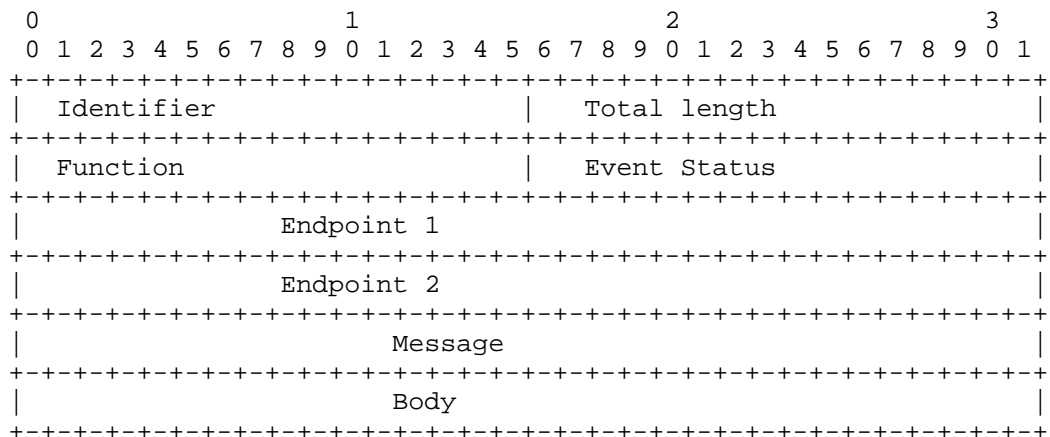 0                   1                   2                   3
0 1 2 3 4 5 6 7 8 9 0 1 2 3 4 5 6 7 8 9 0 1 2 3 4 5 6 7 8 9 0 1
+-+-+-+-+-+-+-+-+-+-+-+-+-+-+-+-+-+-+-+-+-+-+-+-+-+-+-+-+-+-+-+-+
|  Identifier                   |   Total length                |
+-+-+-+-+-+-+-+-+-+-+-+-+-+-+-+-+-+-+-+-+-+-+-+-+-+-+-+-+-+-+-+-+
|  Function                     |   Event Status                |
+-+-+-+-+-+-+-+-+-+-+-+-+-+-+-+-+-+-+-+-+-+-+-+-+-+-+-+-+-+-+-+-+
|                Endpoint 1                                     |
+-+-+-+-+-+-+-+-+-+-+-+-+-+-+-+-+-+-+-+-+-+-+-+-+-+-+-+-+-+-+-+-+
|                Endpoint 2                                     |
+-+-+-+-+-+-+-+-+-+-+-+-+-+-+-+-+-+-+-+-+-+-+-+-+-+-+-+-+-+-+-+-+
|                       Message                                 |
+-+-+-+-+-+-+-+-+-+-+-+-+-+-+-+-+-+-+-+-+-+-+-+-+-+-+-+-+-+-+-+-+
|                       Body                                    |
+-+-+-+-+-+-+-+-+-+-+-+-+-+-+-+-+-+-+-+-+-+-+-+-+-+-+-+-+-+-+-+-+